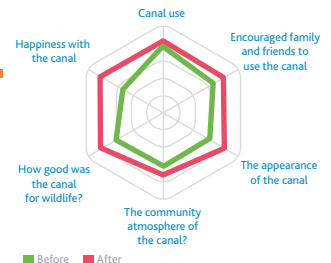 Canal use
Encouraged family
and friends to
use the canal
Happiness with
the canal
The appearance
of the canal
How good was
the canal
for wildlife?
The community
atmosphere of
the canal?
Before After